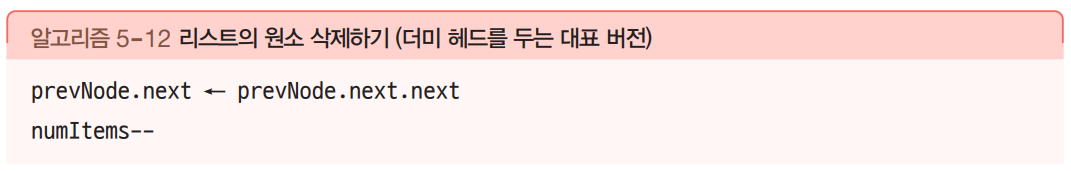 알고리즘 5-12 리스트의 원소 삭제하기 (더미 헤드를 두는 대표 버전)
prevNode.next ← prevNode.next.next
numItems--